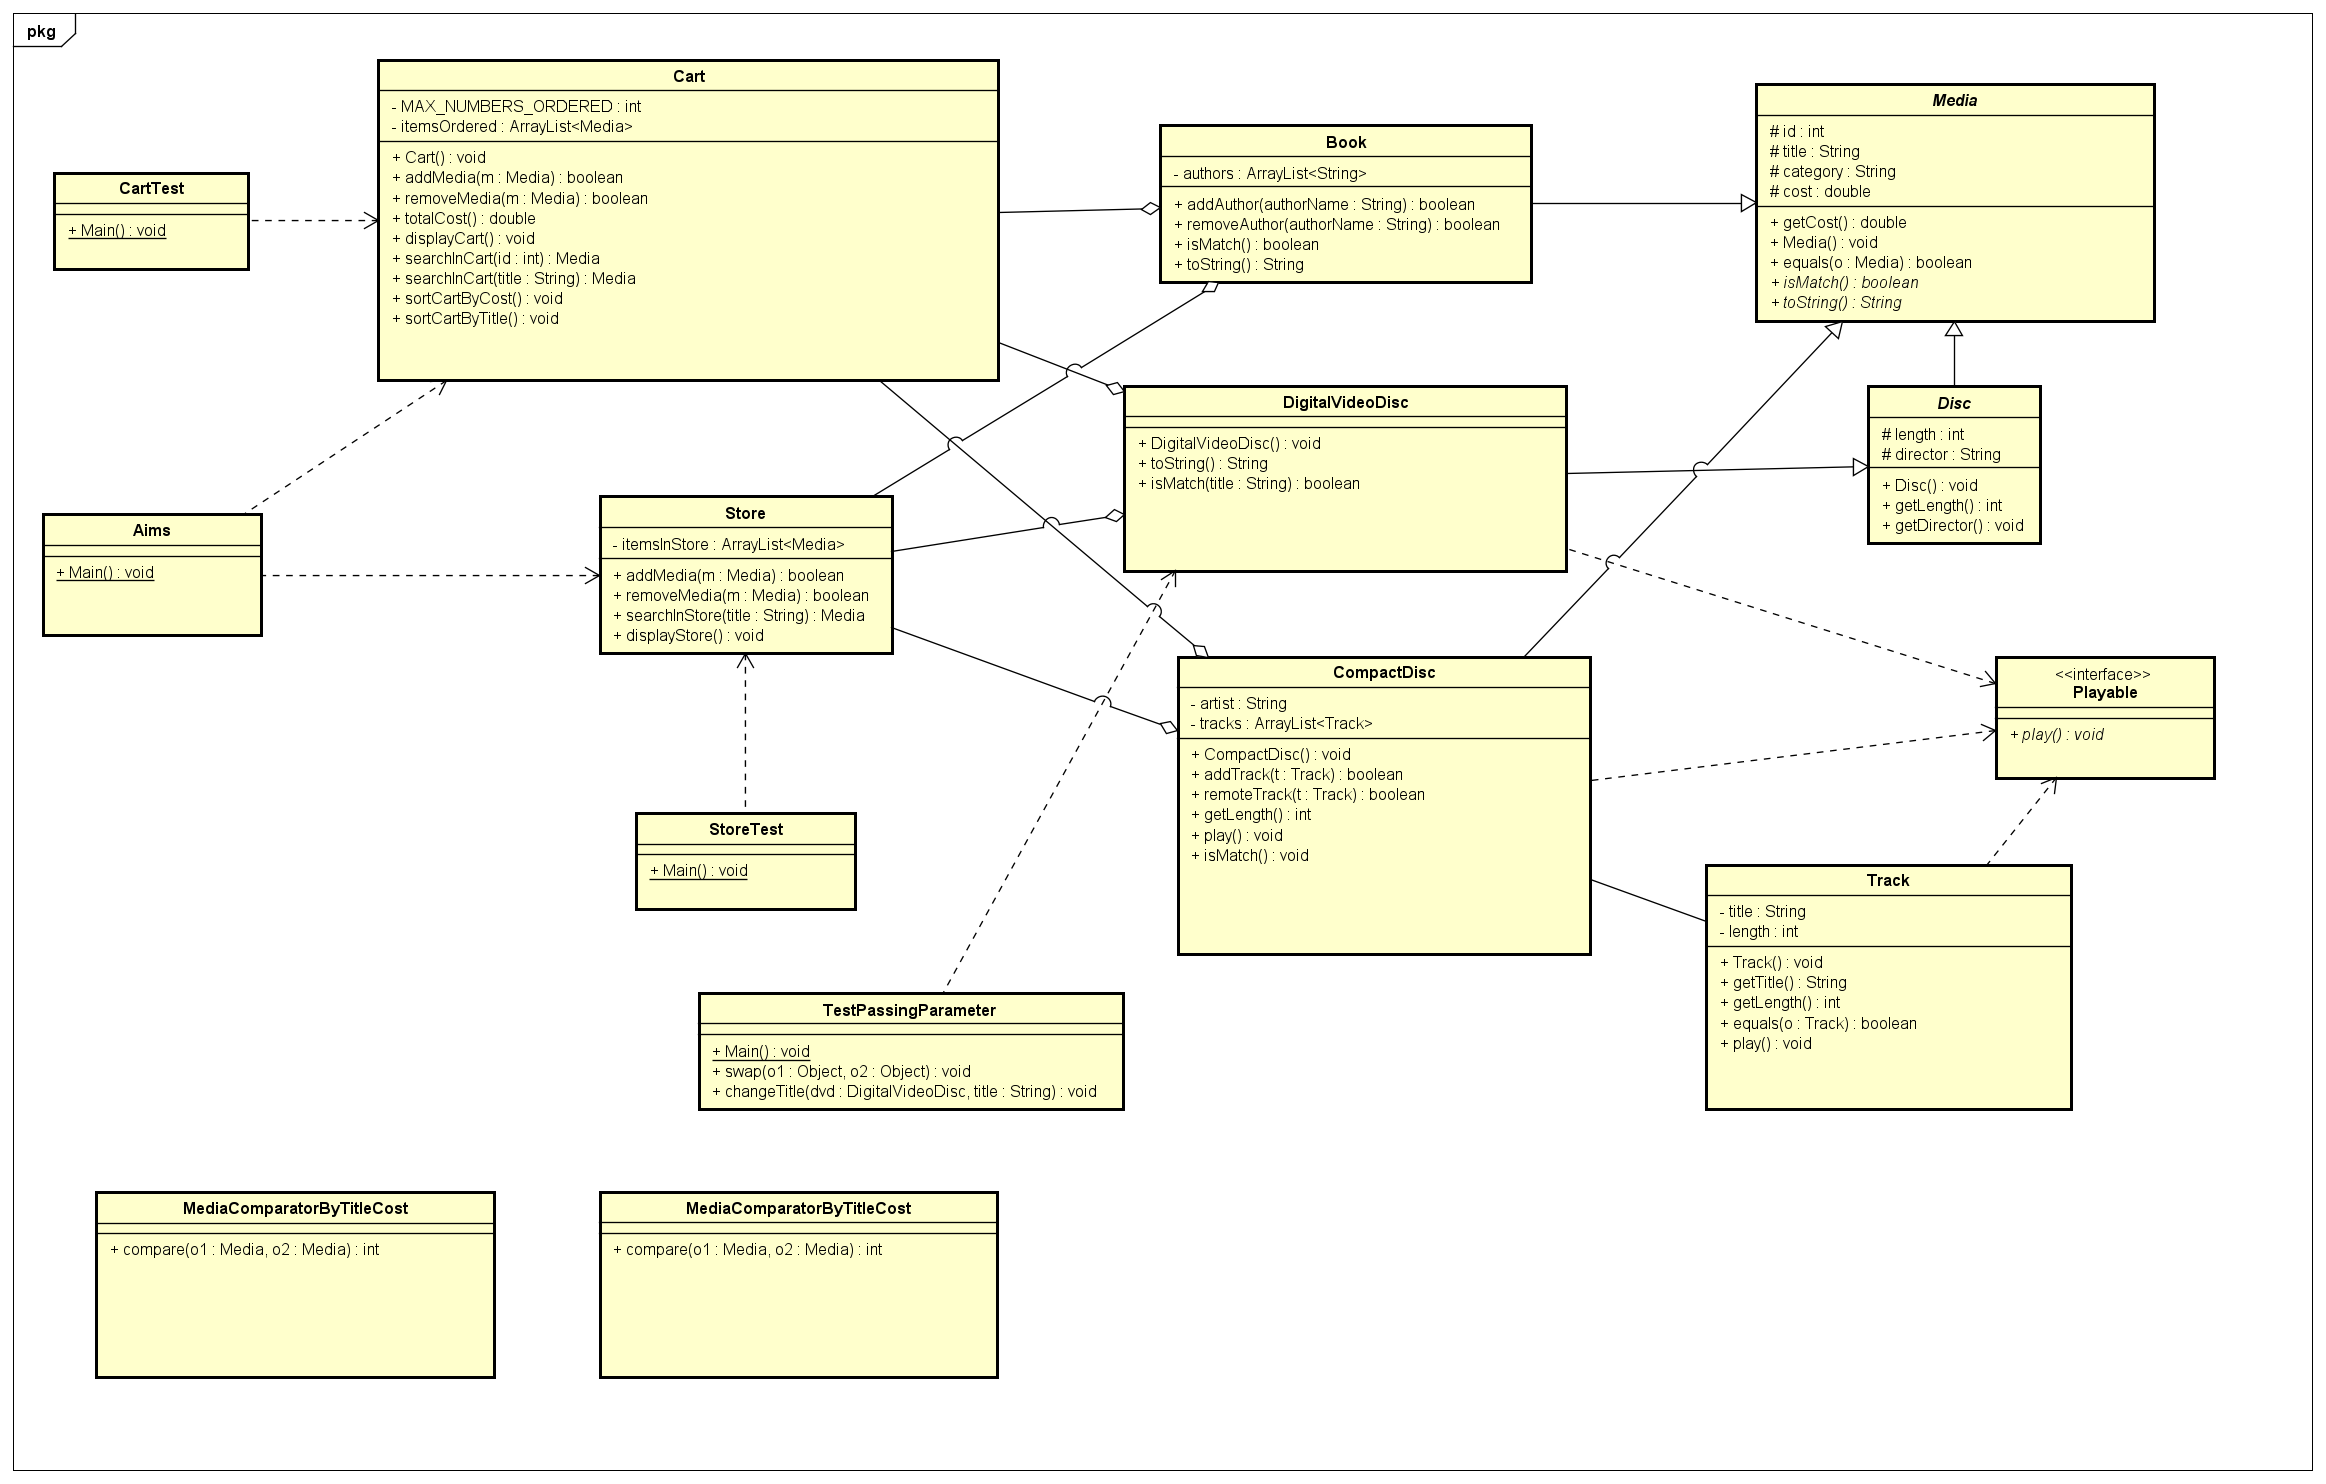 pkg
Cart
- MAX_NUMBERS_ORDERED : int
- itemsOrdered : ArrayList<Media>
+ Cart() : void
+ addMedia(m : Media) : boolean
+ removeMedia(m : Media) : boolean
+ totalCost() : double
+ displayCart() : void
+ searchInCart(id : int) : Media
+ searchInCart(title : String) : Media
+ sortCartByCost() : void
+ sortCartByTitle() : void
CartTest
+ Main() : void
Book
- authors : ArrayList<String>
+ addAuthor(authorName : String) : boolean
+ removeAuthor(authorName : String) : boolean
+ isMatch() : boolean
+ toString() : String
Media
# id : int
# title : String
# category : String
# cost : double
+ getCost() : double
+ Media() : void
+ equals(o : Media) : boolean
+ isMatch() : boolean
+ toString() : String
DigitalVideoDisc
+ DigitalVideoDisc() : void
+ toString() : String
+ isMatch(title : String) : boolean
Disc
# length : int
# director : String
+ Disc() : void
+ getLength() : int
+ getDirector() : void
Aims
+ Main() : void
Store
- itemsInStore : ArrayList<Media>
+ addMedia(m : Media) : boolean
+ removeMedia(m : Media) : boolean
+ searchInStore(title : String) : Media
+ displayStore() : void
CompactDisc
- artist : String
- tracks : ArrayList<Track>
+ CompactDisc() : void
+ addTrack(t : Track) : boolean
+ remoteTrack(t : Track) : boolean
+ getLength() : int
+ play() : void
+ isMatch() : void
<<interface>>
Playable
+ play() : void
StoreTest
+ Main() : void
Track
- title : String
- length : int
+ Track() : void
+ getTitle() : String
+ getLength() : int
+ equals(o : Track) : boolean
+ play() : void
TestPassingParameter
+ Main() : void
+ swap(o1 : Object, o2 : Object) : void
+ changeTitle(dvd : DigitalVideoDisc, title : String) : void
MediaComparatorByTitleCost
+ compare(o1 : Media, o2 : Media) : int
MediaComparatorByTitleCost
+ compare(o1 : Media, o2 : Media) : int